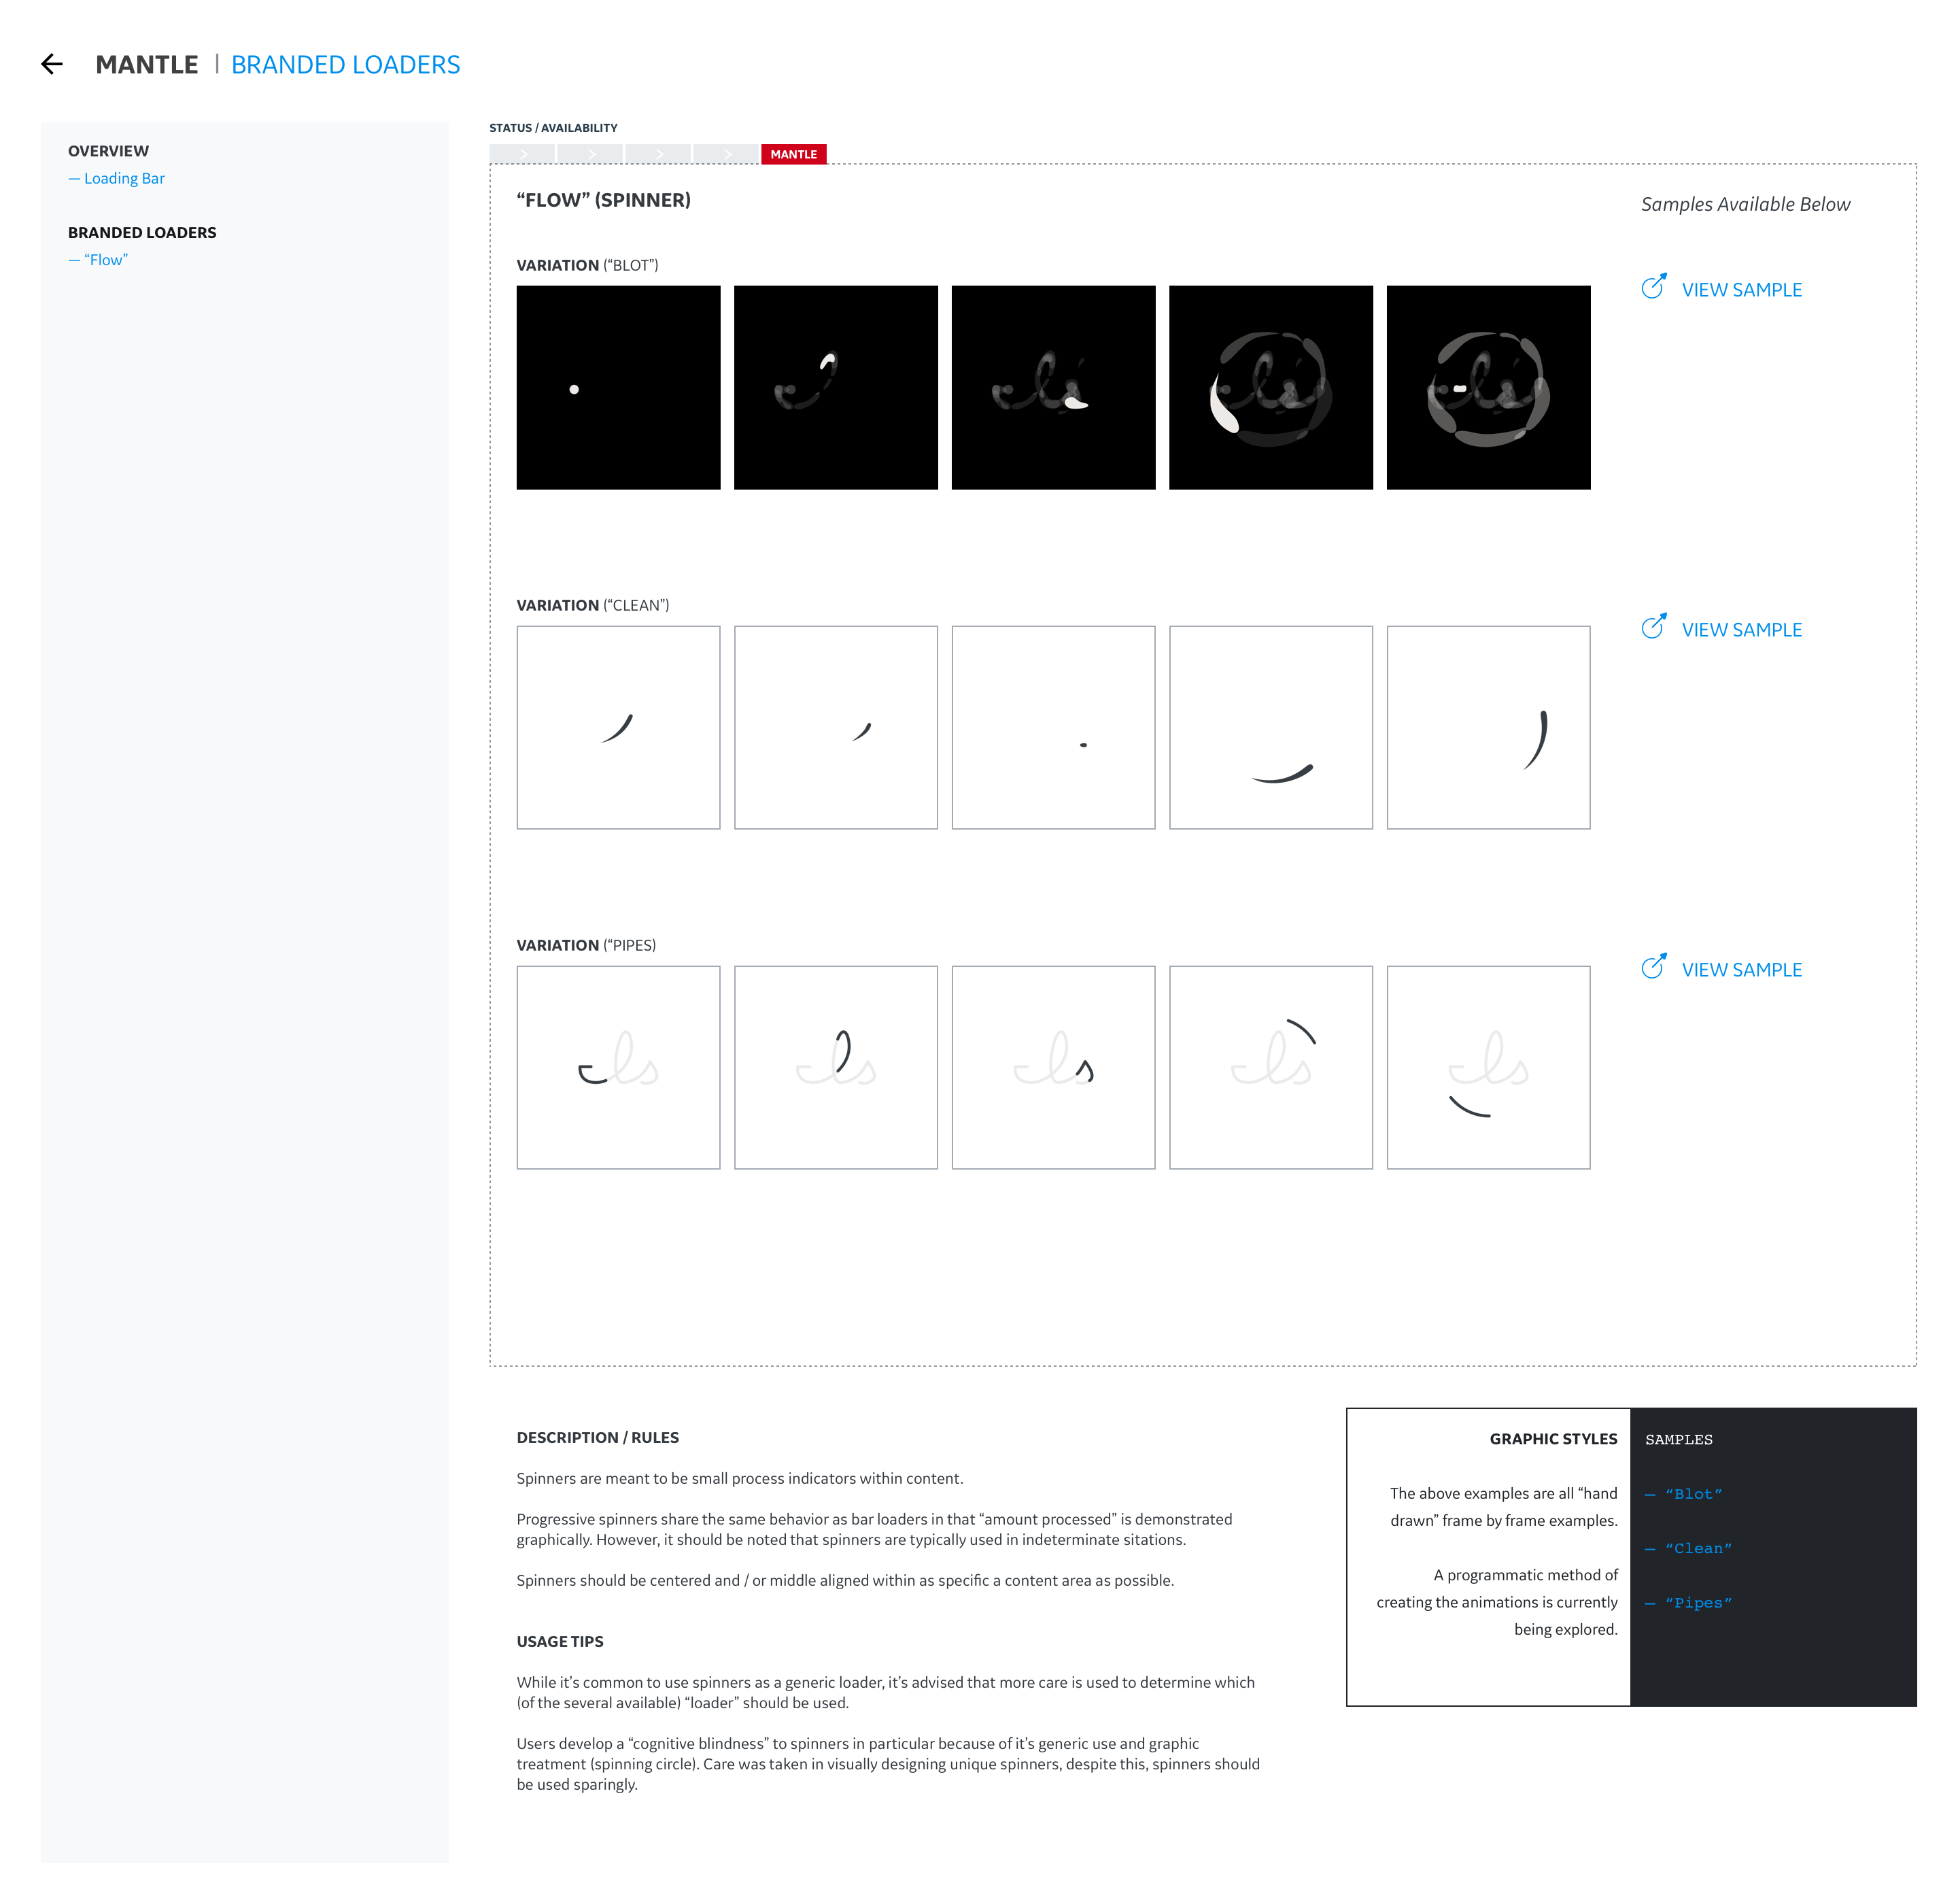 MANTLE | BRANDED LOADERS
OVERVIEW
— Loading Bar
BRANDED LOADERS
— “Flow”
STATUS / AVAILABILITY
> > > > MANTLE
“FLOW” (SPINNER)
Samples Available Below
VARIATION (“BLOT”)
VIEW SAMPLE
VARIATION (“CLEAN”)
VIEW SAMPLE
VARIATION (“PIPES)
VIEW SAMPLE
DESCRIPTION / RULES
Spinners are meant to be small process indicators within content.
Progressive spinners share the same behavior as bar loaders in that “amount processed” is demonstrated
graphically. However, it should be noted that spinners are typically used in indeterminate sitations.
Spinners should be centered and / or middle aligned within as specific a content area as possible.
USAGE TIPS
While it’s common to use spinners as a generic loader, it’s advised that more care is used to determine which
(of the several available) “loader” should be used.
Users develop a “cognitive blindness” to spinners in particular because of it’s generic use and graphic
treatment (spinning circle). Care was taken in visually designing unique spinners, despite this, spinners should
be used sparingly.
GRAPHIC STYLES
The above examples are all “hand
drawn” frame by frame examples.
A programmatic method of
creating the animations is currently
being explored.
SAMPLES
— “Blot”
— “Clean”
— “Pipes”